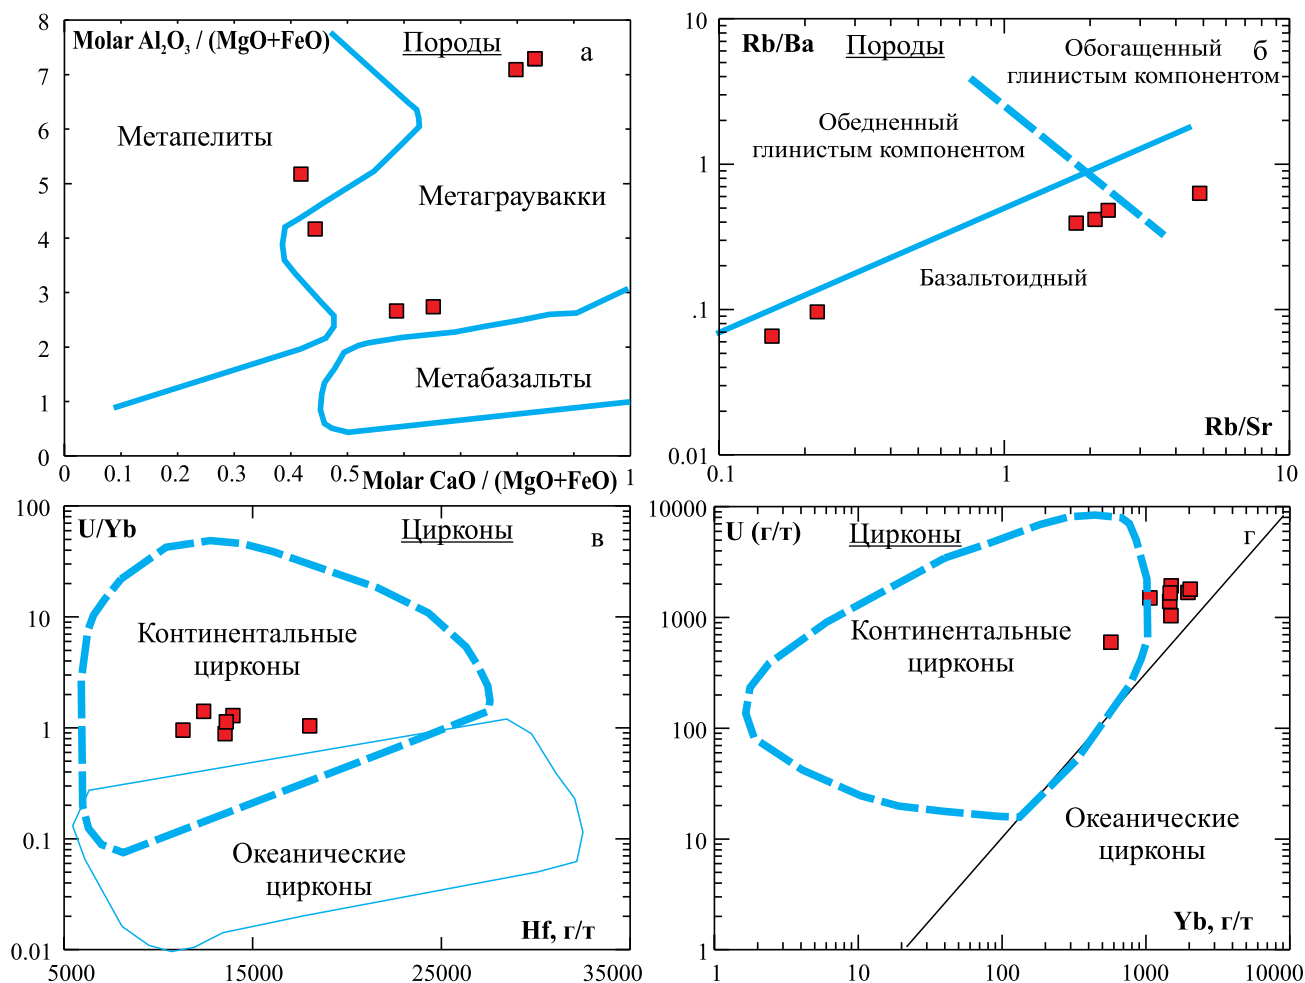 8
Molar Al₂O₃ / (MgO+FeO)
Породы
а
7
Метапелиты
6
5
Метаграувакки
4
3
2
Метабазальты
1
0
0 0.1 0.2 0.3 0.4 0.5 Molar CaO / (MgO+FeO) 1
10
Rb/Ba
Породы
Обогащенный
глинистым компонентом
б
Обедненный
глинистым компонентом
1
Базальтоидный
0.1
Rb/Sr
0.01
0.1 1 10
100
U/Yb
Цирконы
в
10
Континентальные
цирконы
1
0.1
Океанические
цирконы
Hf, г/т
0.01
5000 15000 25000 35000
10000
U (г/т)
Цирконы
г
1000
Континентальные
цирконы
100
10
Океанические
цирконы
Yb, г/т
1
1 10 100 1000 10000